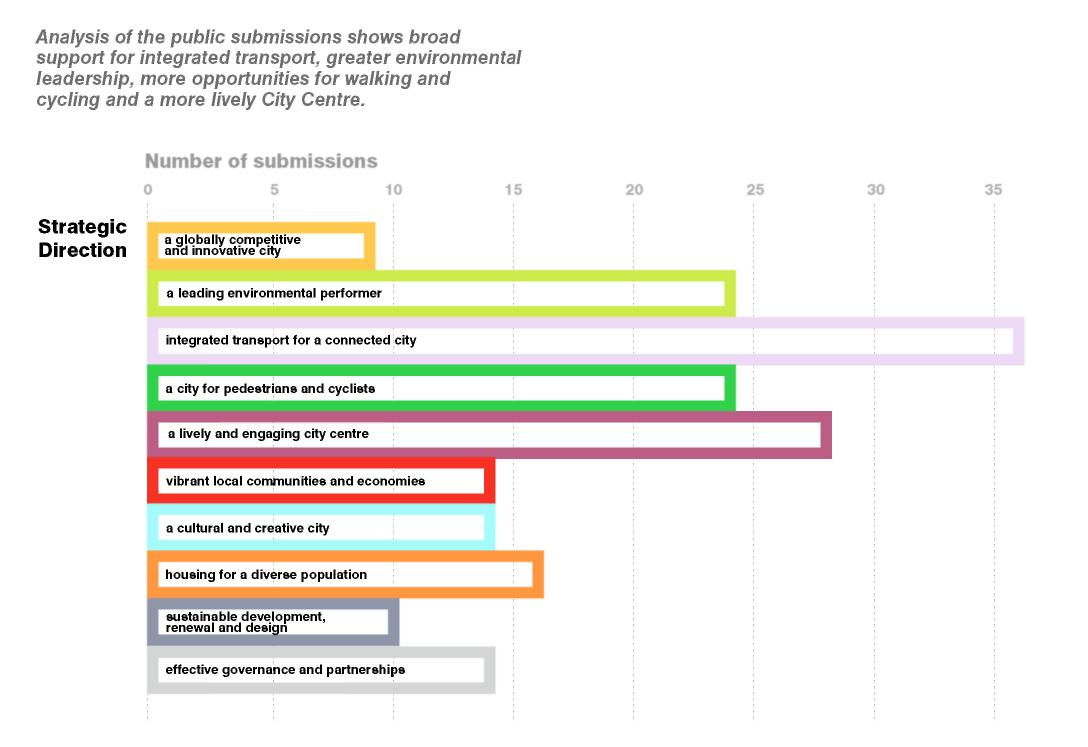 Analysis of the public submissions shows broad
support for integrated transport, greater environmental
leadership, more opportunities for walking and
cycling and a more lively City Centre.
Number of submissions
0 5 10 15 20 25 30 35
Strategic
Direction
a globally competitive
and innovative city
a leading environmental performer
integrated transport for a connected city
a city for pedestrians and cyclists
a lively and engaging city centre
vibrant local communities and economies
a cultural and creative city
housing for a diverse population
sustainable development,
renewal and design
effective governance and partnerships